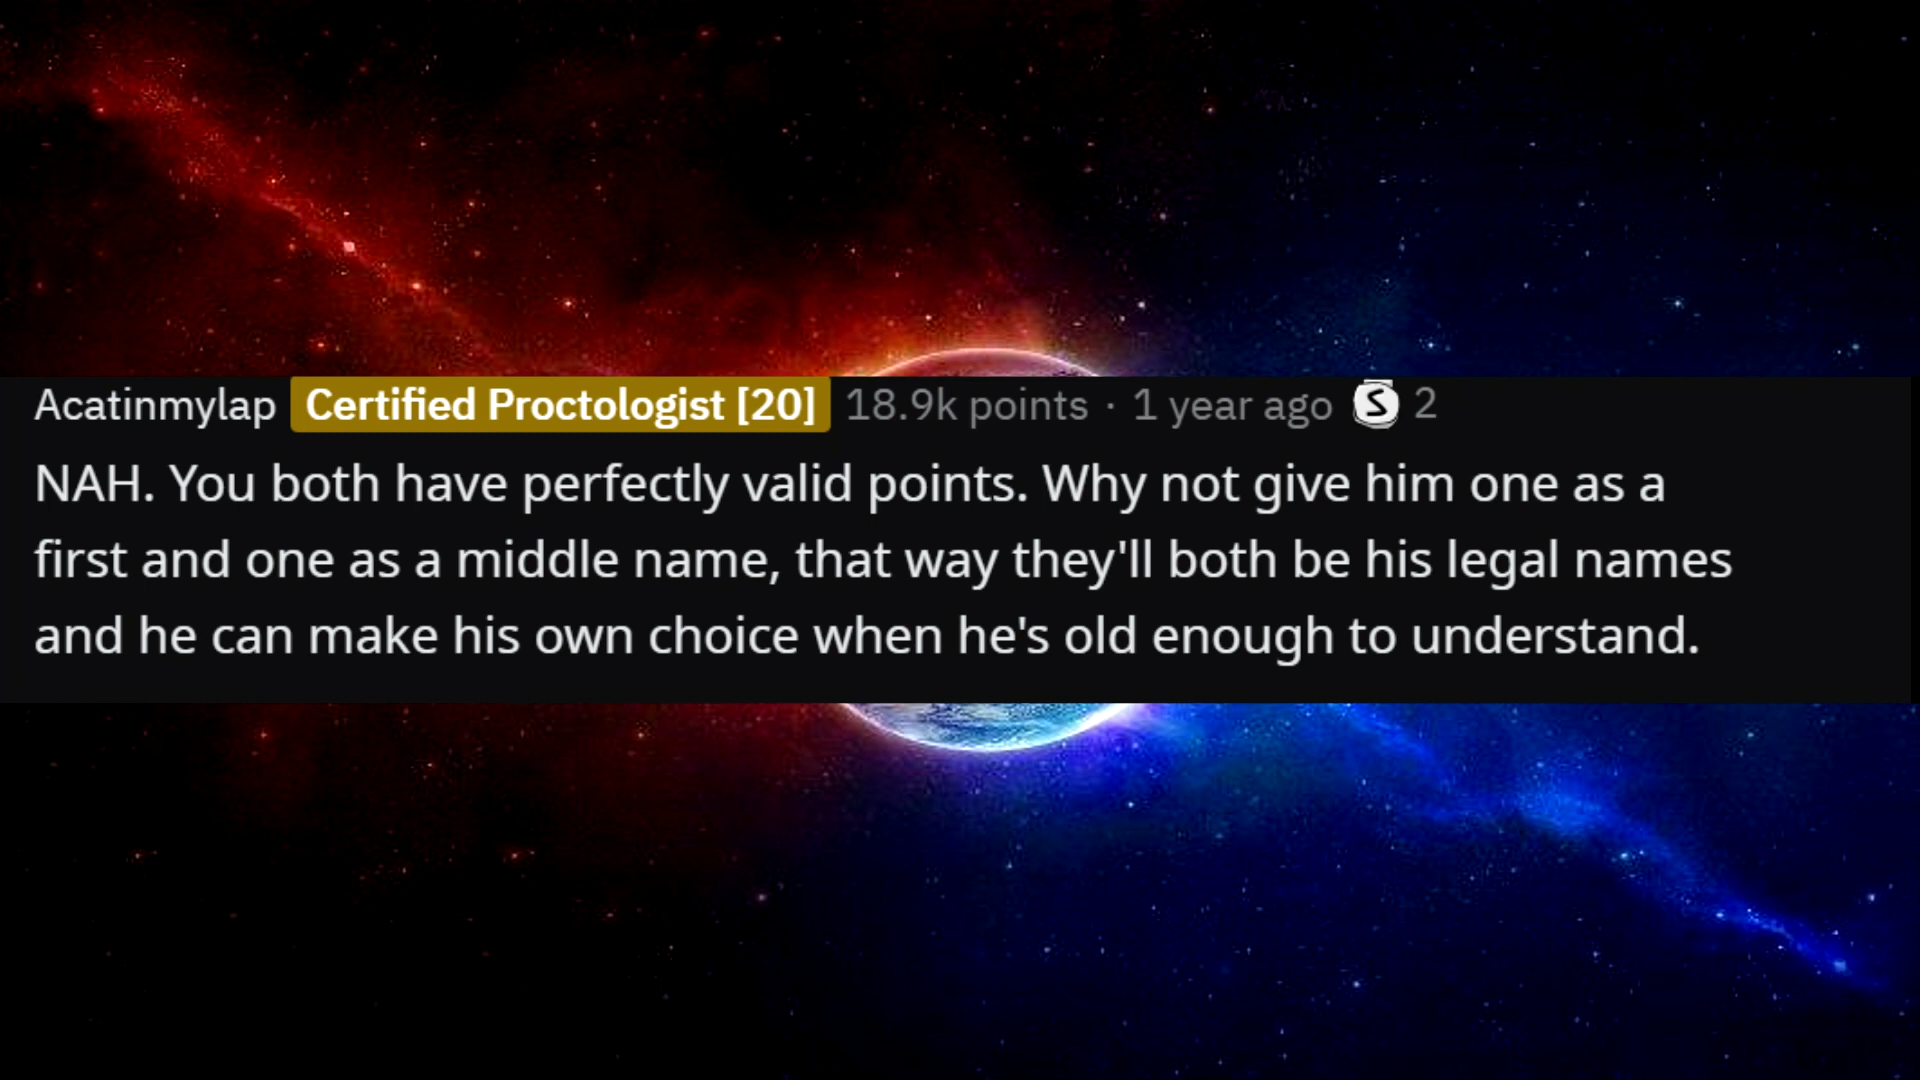 Acatinmylap Certified Proctologist [20] 18.9k points · 1 year ago S 2
NAH. You both have perfectly valid points. Why not give him one as a
first and one as a middle name, that way they'll both be his legal names
and he can make his own choice when he's old enough to understand.